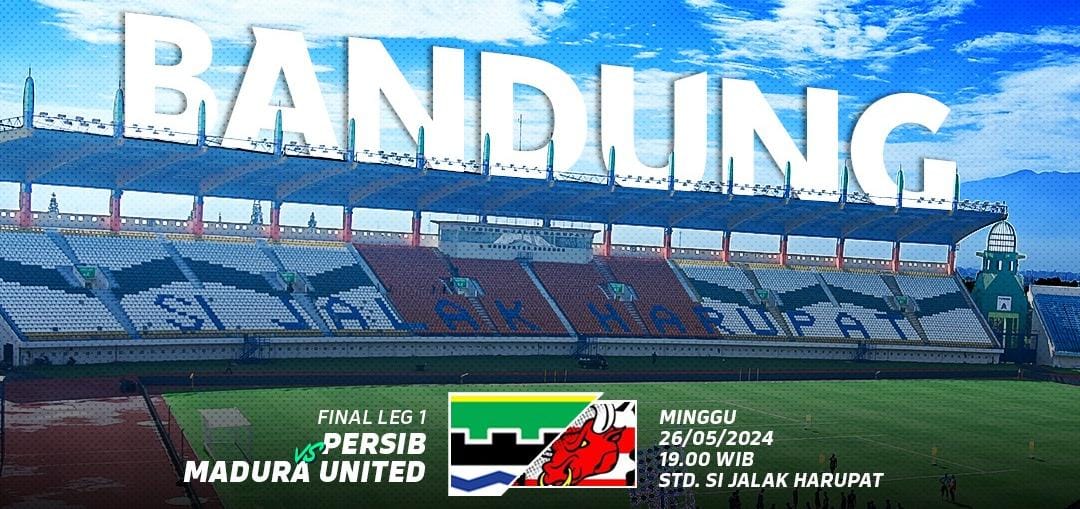 BANDUNG
SI JALAK HARUPAT
FINAL LEG 1
VS PERSIB
MADURA UNITED
MINGGU
26/05/2024
19.00 WIB
STD. SI JALAK HARUPAT